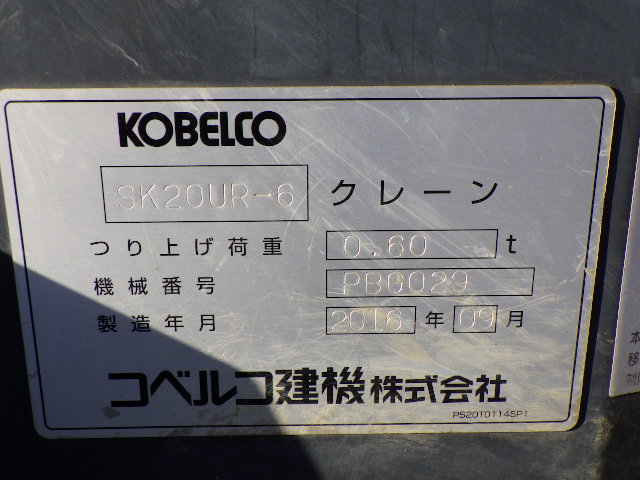 KOBELCO
SK20UR-6 クレーン
つり上げ荷重 0.60 t
機械番号
製造年月 2016 年 09 月
コベルコ建機株式会社
PS20T01145P1
本
移